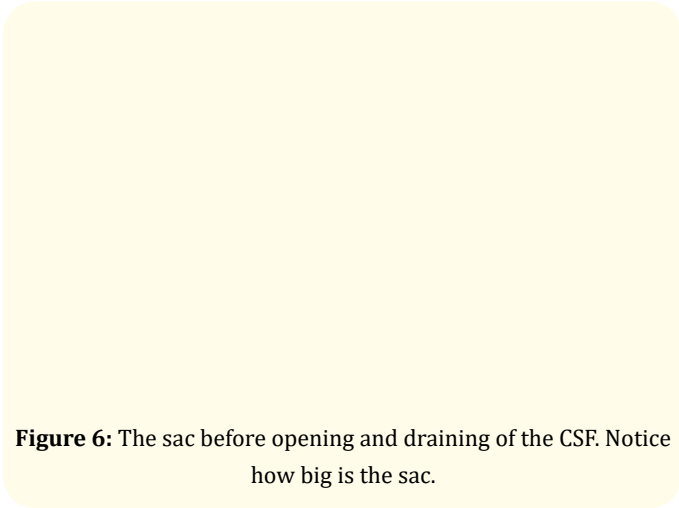 Figure 6: The sac before opening and draining of the CSF. Notice
how big is the sac.